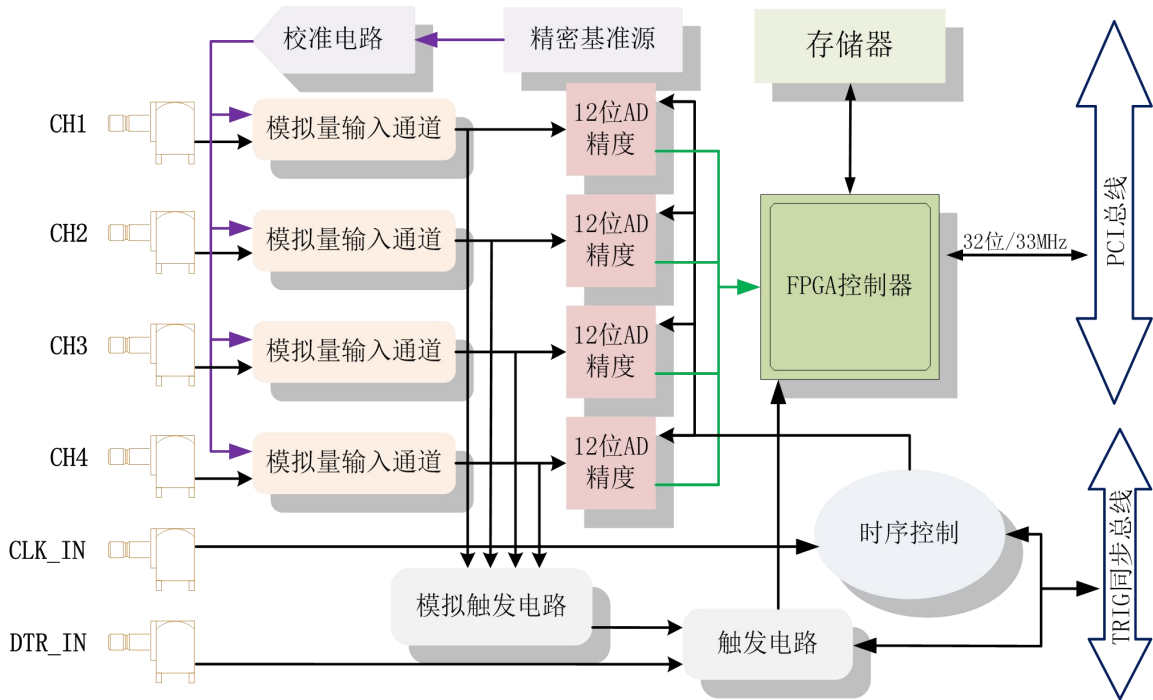 校准电路
精密基准源
存储器
CH1
模拟量输入通道
12位AD
精度
CH2
模拟量输入通道
12位AD
精度
FPGA控制器
32位/33MHz
PCI总线
CH3
模拟量输入通道
12位AD
精度
CH4
模拟量输入通道
12位AD
精度
时序控制
TRIG同步总线
CLK_IN
模拟触发电路
DTR_IN
触发电路